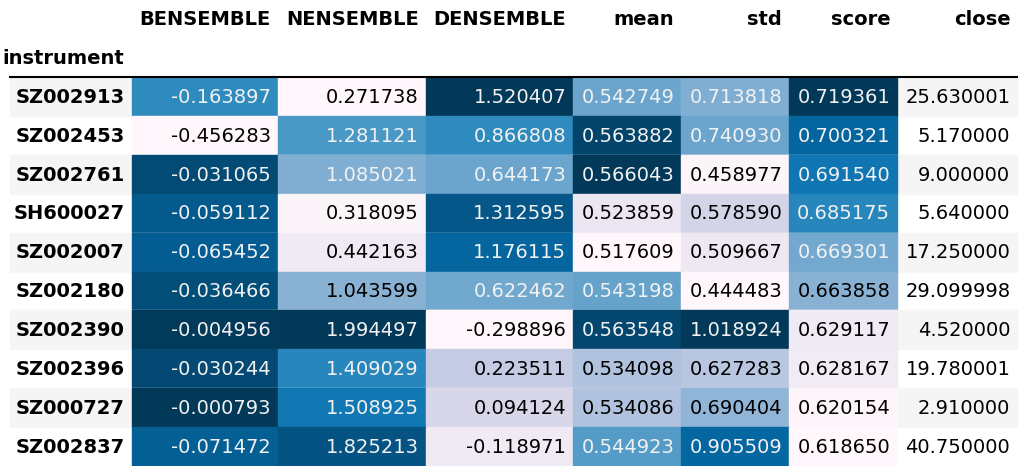 BENSEMBLE NENSEMBLE DENSEMBLE mean std score close
instrument
SZ002913 -0.163897 0.271738 1.520407 0.542749 0.713818 0.719361 25.630001
SZ002453 -0.456283 1.281121 0.866808 0.563882 0.740930 0.700321 5.170000
SZ002761 -0.031065 1.085021 0.644173 0.566043 0.458977 0.691540 9.000000
SH600027 -0.059112 0.318095 1.312595 0.523859 0.578590 0.685175 5.640000
SZ002007 -0.065452 0.442163 1.176115 0.517609 0.509667 0.669301 17.250000
SZ002180 -0.036466 1.043599 0.622462 0.543198 0.444483 0.663858 29.099998
SZ002390 -0.004956 1.994497 -0.298896 0.563548 1.018924 0.629117 4.520000
SZ002396 -0.030244 1.409029 0.223511 0.534098 0.627283 0.628167 19.780001
SZ000727 -0.000793 1.508925 0.094124 0.534086 0.690404 0.620154 2.910000
SZ002837 -0.071472 1.825213 -0.118971 0.544923 0.905509 0.618650 40.750000